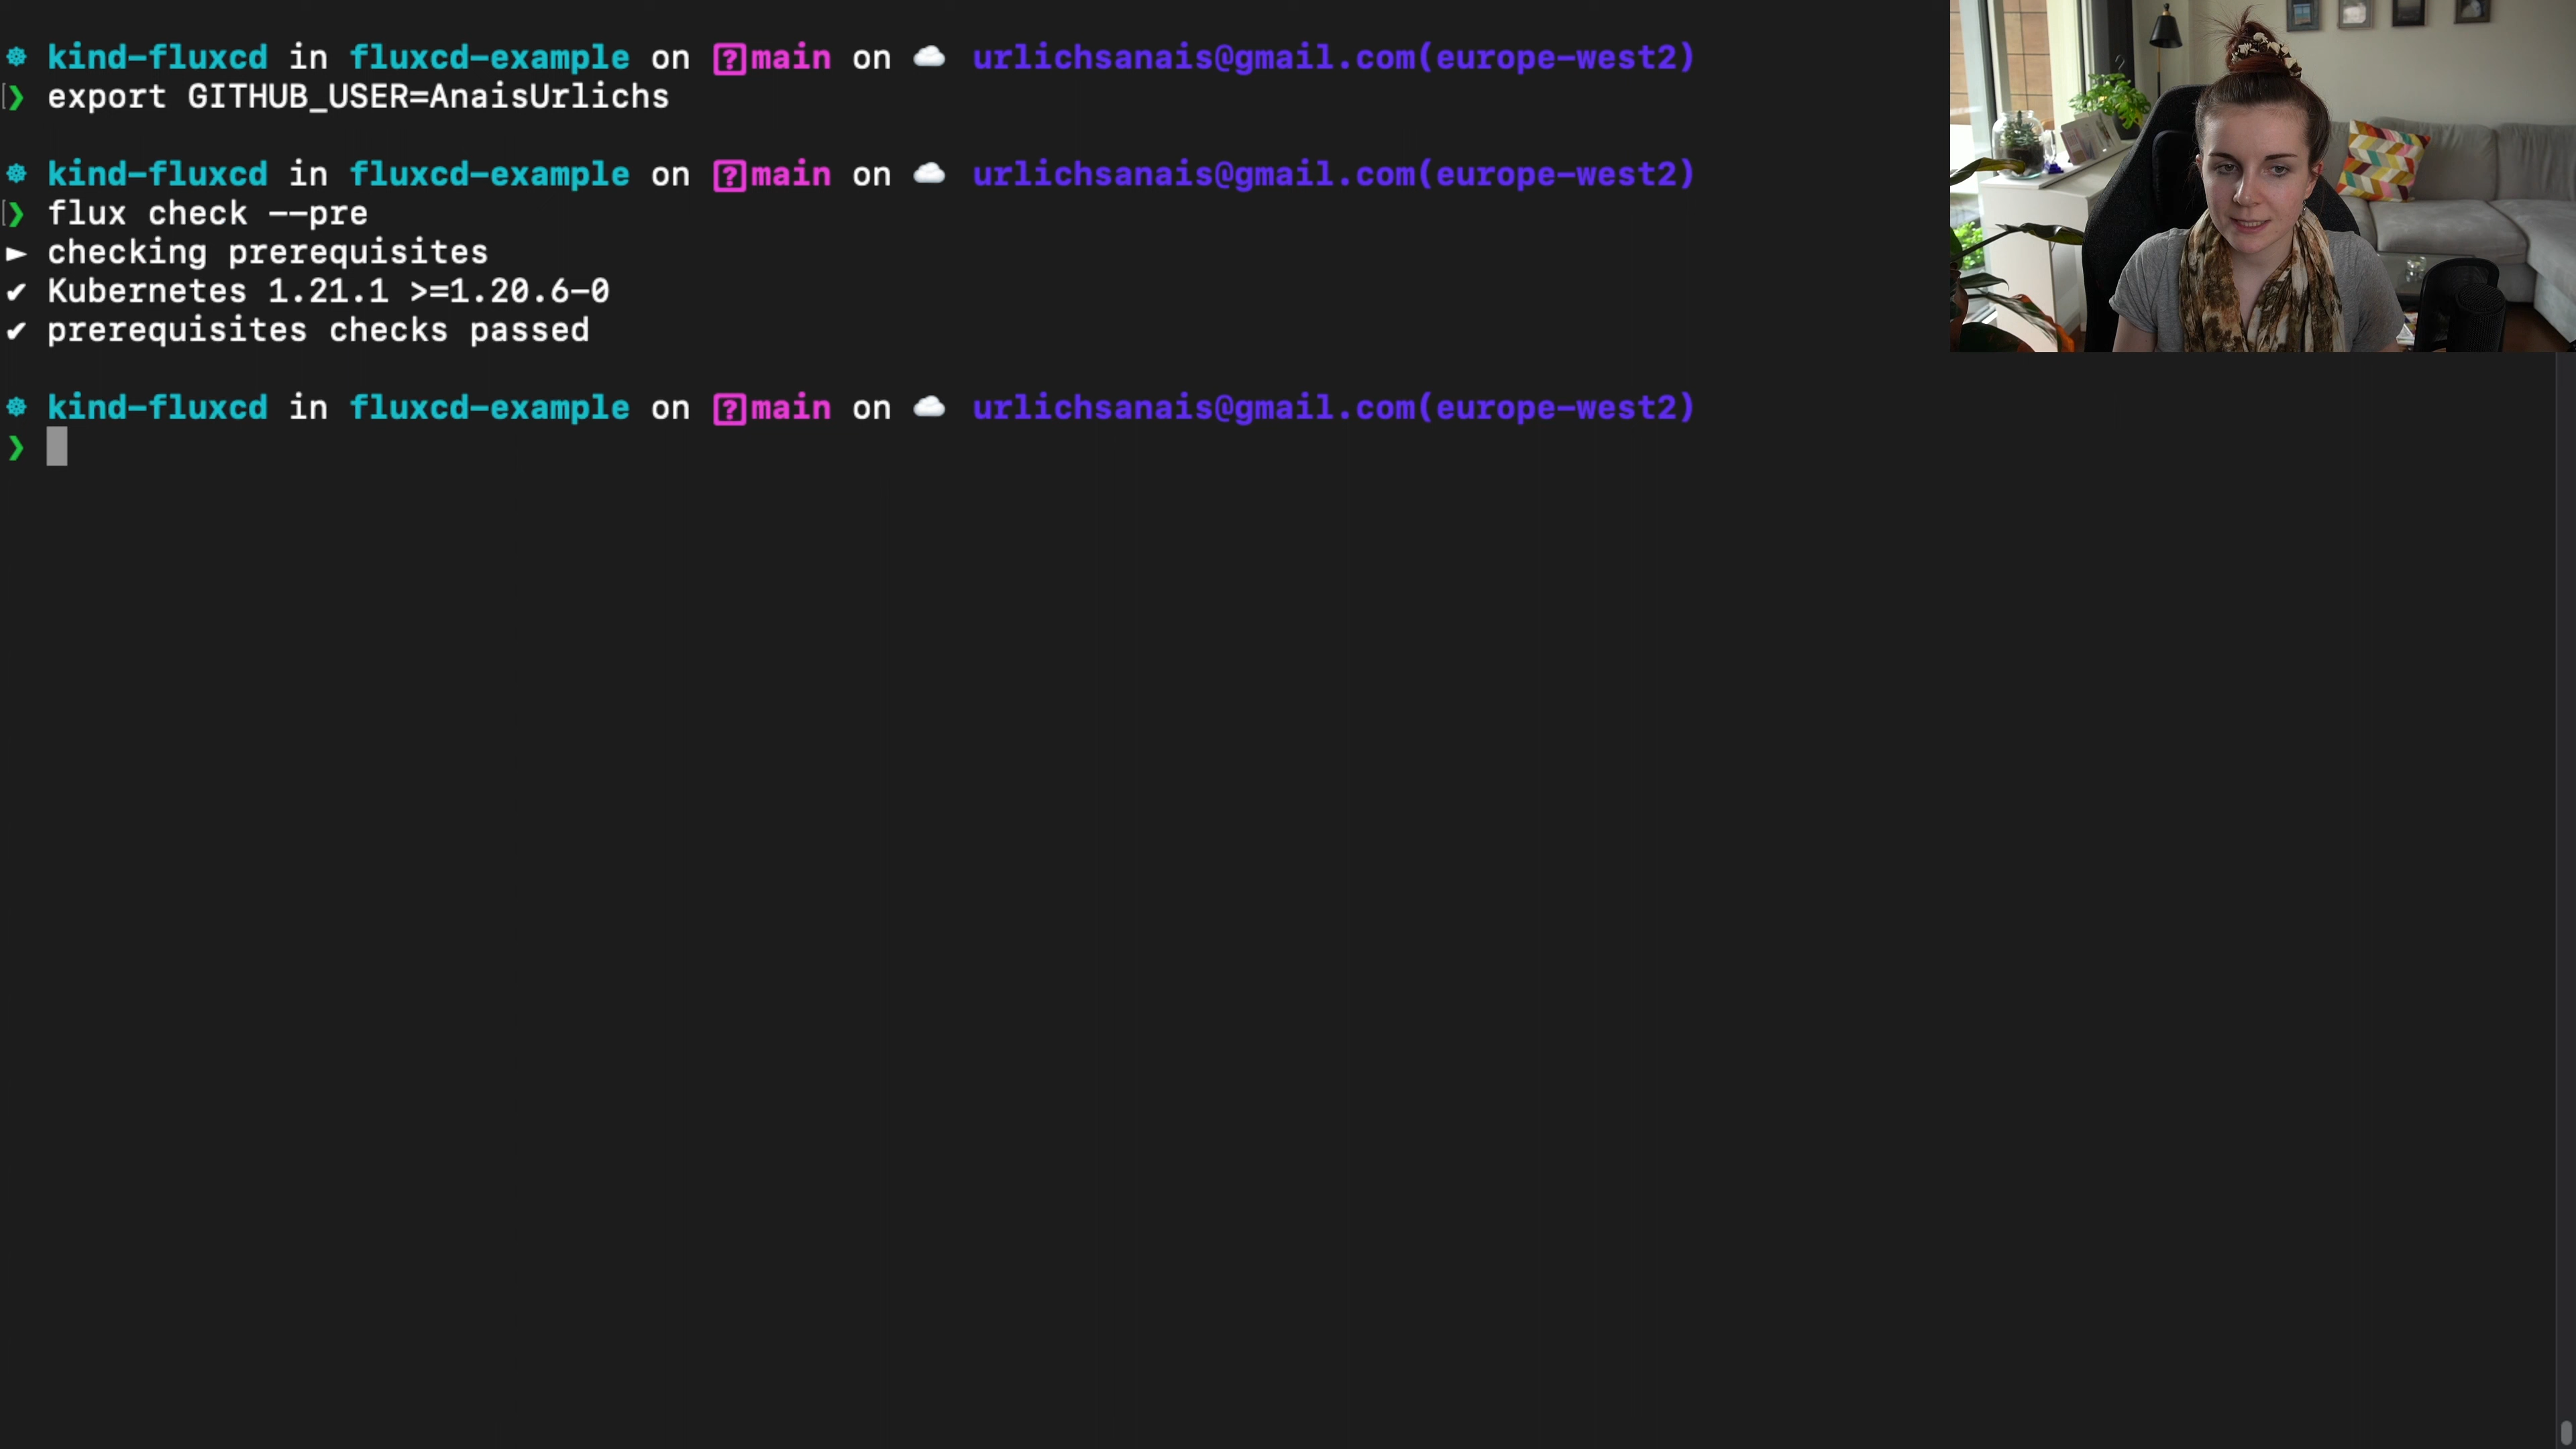 ☸ kind-fluxcd in fluxcd-example on [?]main on ☁ urlichsanais@gmail.com(europe-west2)
❯ export GITHUB_USER=AnaisUrlichs
☸ kind-fluxcd in fluxcd-example on [?]main on ☁ urlichsanais@gmail.com(europe-west2)
❯ flux check --pre
► checking prerequisites
✔ Kubernetes 1.21.1 >=1.20.6-0
✔ prerequisites checks passed
☸ kind-fluxcd in fluxcd-example on [?]main on ☁ urlichsanais@gmail.com(europe-west2)
❯